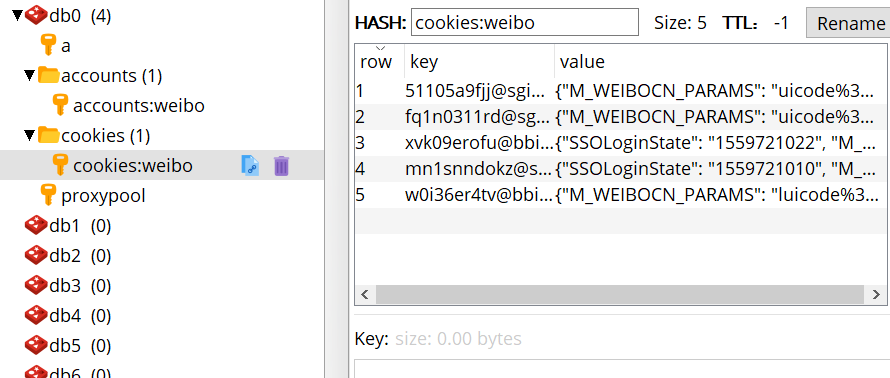 db0 (4)
a
accounts (1)
accounts:weibo
cookies (1)
cookies:weibo
proxypool
db1 (0)
db2 (0)
db3 (0)
db4 (0)
db5 (0)
db6 (0)
HASH: cookies:weibo Size: 5 TTL: -1 Rename
row key value
1 51105a9fjj@sgi... {"M_WEIBOCN_PARAMS": "uicode%3...
2 fq1n0311rd@sg... {"M_WEIBOCN_PARAMS": "uicode%3...
3 xvk09erofu@bbi... {"SSOLoginState": "1559721022", "M_...
4 mn1snndokz@s... {"SSOLoginState": "1559721010", "M_...
5 w0i36er4tv@bbi... {"M_WEIBOCN_PARAMS": "luicode%3...
Key: size: 0.00 bytes